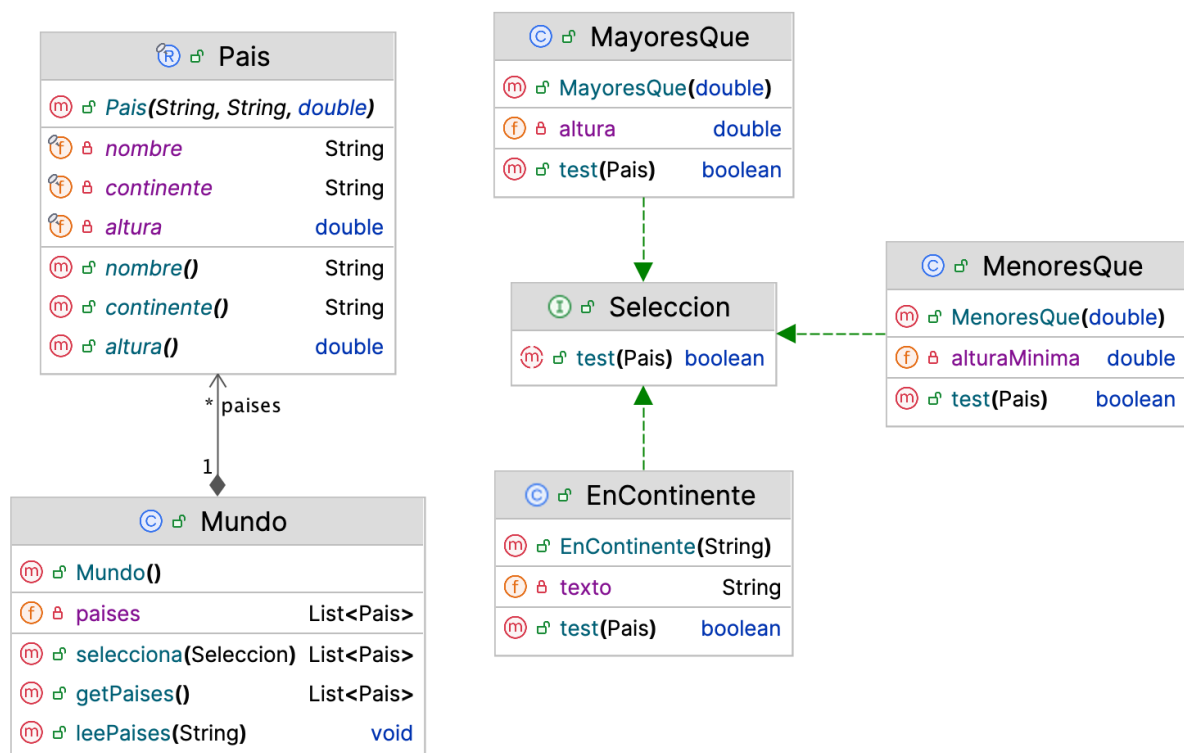 Pais
Pais(String, String, double)
nombre String
continente String
altura double
nombre() String
continente() String
altura() double
* paises
1
Mundo
Mundo()
paises List<Pais>
selecciona(Seleccion) List<Pais>
getPaises() List<Pais>
leePaises(String) void
MayoresQue
MayoresQue(double)
altura double
test(Pais) boolean
Seleccion
test(Pais) boolean
MenoresQue
MenoresQue(double)
alturaMinima double
test(Pais) boolean
EnContinente
EnContinente(String)
texto String
test(Pais) boolean